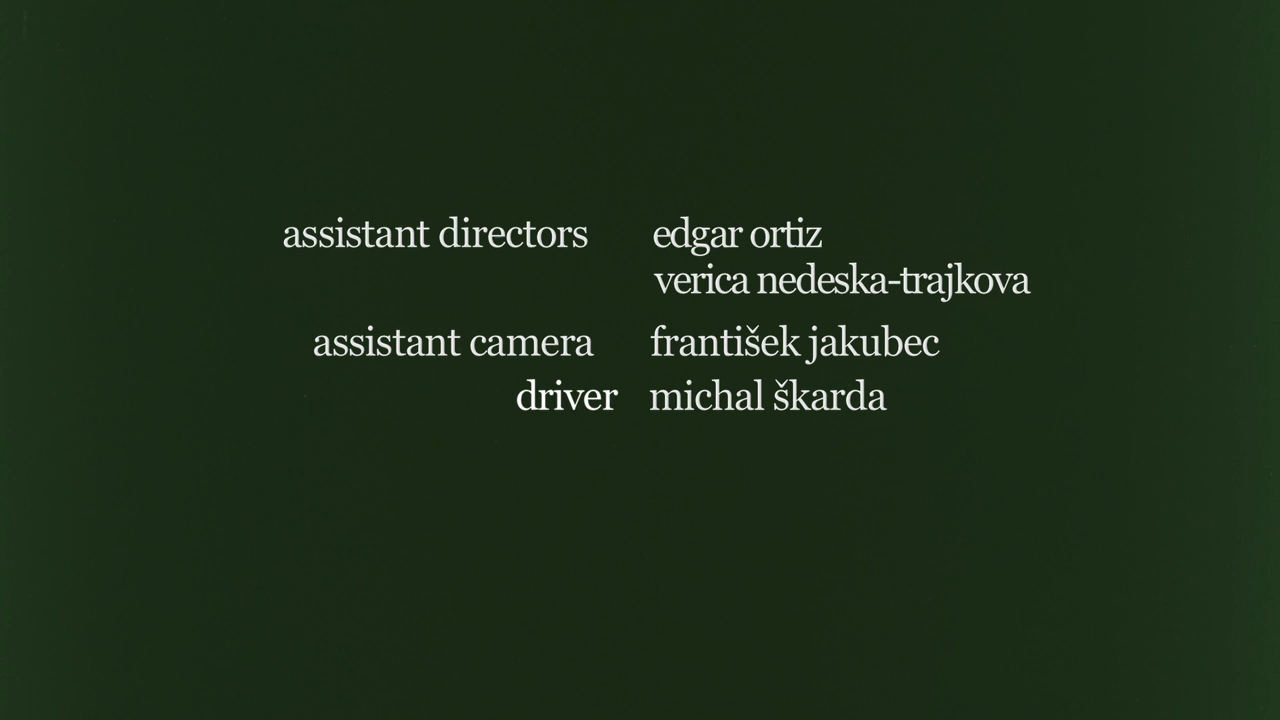 assistant directors edgar ortiz
verica nedeska-trajkova
assistant camera františek jakubec
driver michal škarda